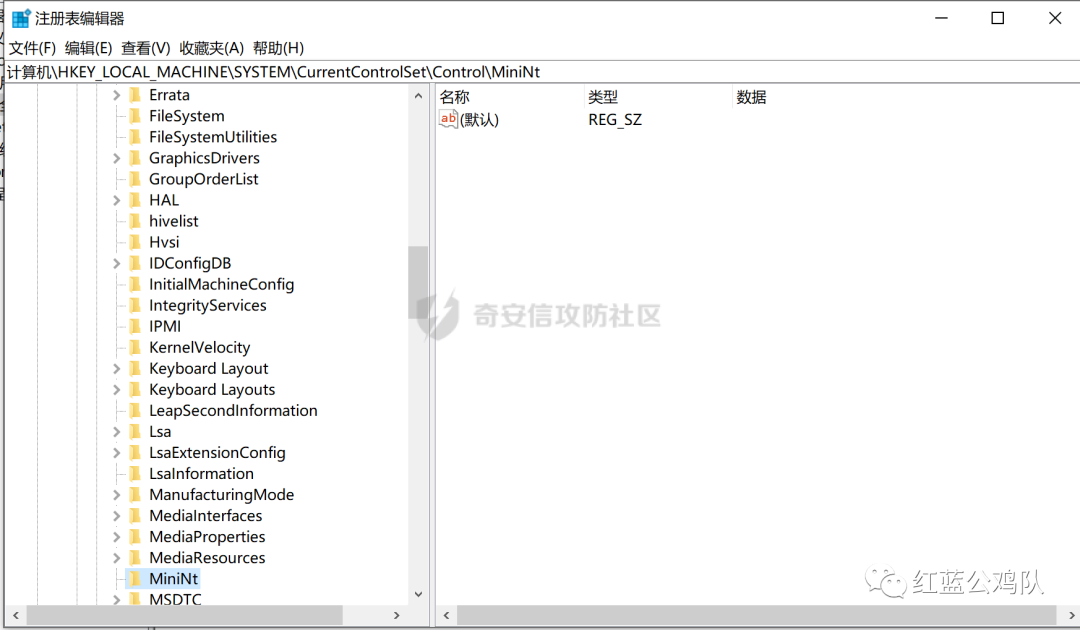 注册表编辑器
文件(F) 编辑(E) 查看(V) 收藏夹(A) 帮助(H)
计算机\HKEY_LOCAL_MACHINE\SYSTEM\CurrentControlSet\Control\MiniNt
Errata
FileSystem
FileSystemUtilities
GraphicsDrivers
GroupOrderList
HAL
hivelist
Hvsi
IDConfigDB
InitialMachineConfig
IntegrityServices
IPMI
KernelVelocity
Keyboard Layout
Keyboard Layouts
LeapSecondInformation
Lsa
LsaExtensionConfig
LsaInformation
ManufacturingMode
MediaInterfaces
MediaProperties
MediaResources
MiniNt
MSDTC
名称 类型 数据
ab (默认) REG_SZ
奇安信攻防社区
红蓝公鸡队